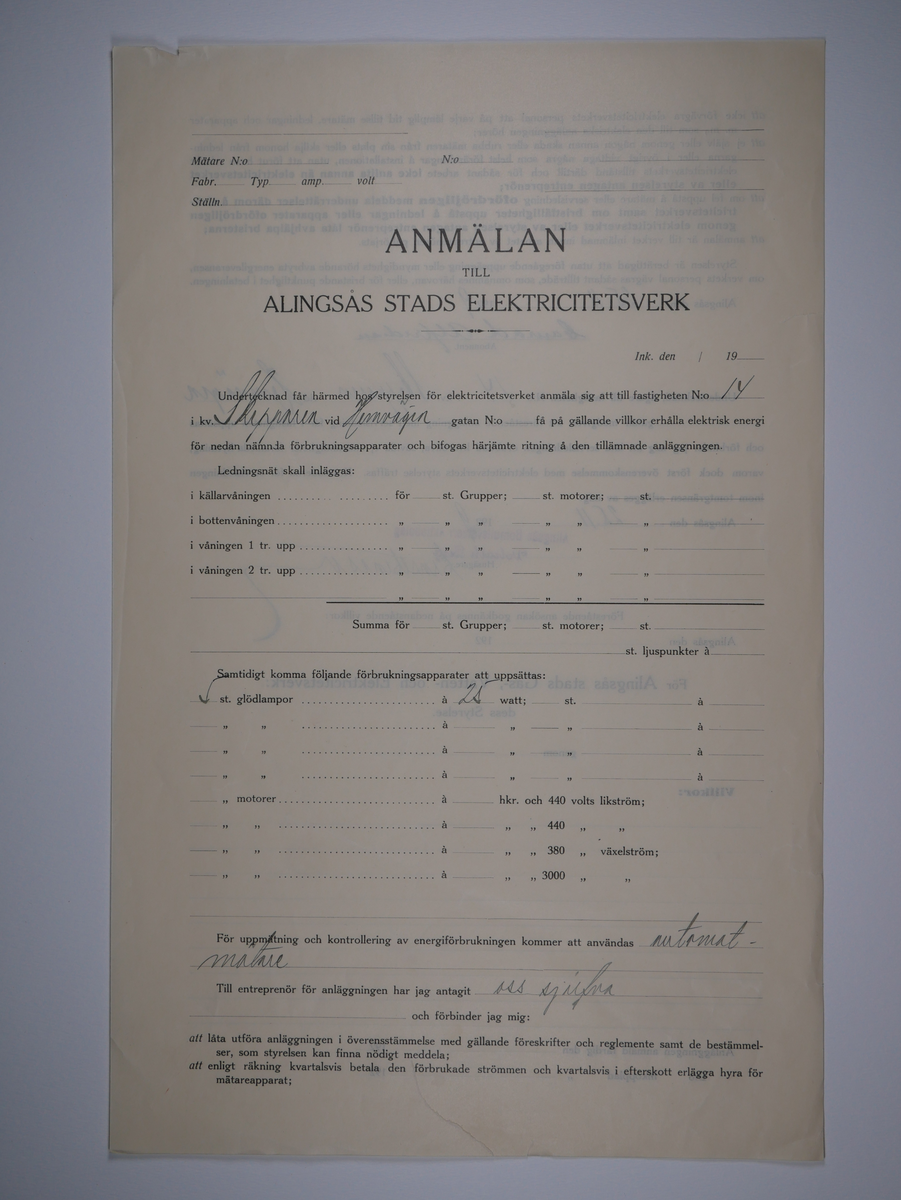 Mätare N:o N:o
Fabr. Typ amp. volt
Ställn.
ANMÄLAN
TILL
ALINGSÅS STADS ELEKTRICITETSVERK
Ink. den / 19
Undertecknad får härmed hos styrelsen för elektricitetsverket anmäla sig att till fastigheten N:o 14
i kv. Skepparen vid Hemvägen gatan N:o få på gällande villkor erhålla elektrisk energi
för nedan nämnda förbrukningsapparater och bifogas härjämte ritning å den tillämnade anläggningen.
Ledningsnät skall inläggas:
i källarvåningen för st. Grupper; st. motorer; st.
i bottenvåningen „ „ „ „ „ „
i våningen 1 tr. upp „ „ „ „ „ „
i våningen 2 tr. upp „ „ „ „ „ „
„ „ „ „ „ „
Summa för st. Grupper; st. motorer; st.
st. ljuspunkter à
Samtidigt komma följande förbrukningsapparater att uppsättas:
5 st. glödlampor à 25 watt; st. à
„ „ à „ „ à
„ „ à „ „ à
„ „ à „ „ à
„ motorer à hkr. och 440 volts likström;
„ „ à „ „ 440 „ „
„ „ à „ „ 380 „ växelström;
„ „ à „ „ 3000 „ „
För uppmätning och kontrollering av energiförbrukningen kommer att användas automat-
mätare
Till entreprenör för anläggningen har jag antagit oss själfva
och förbinder jag mig:
att låta utföra anläggningen i överensstämmelse med gällande föreskrifter och reglemente samt de bestämmel-
ser, som styrelsen kan finna nödigt meddela;
att enligt räkning kvartalsvis betala den förbrukade strömmen och kvartalsvis i efterskott erlägga hyra för
mätareapparat;